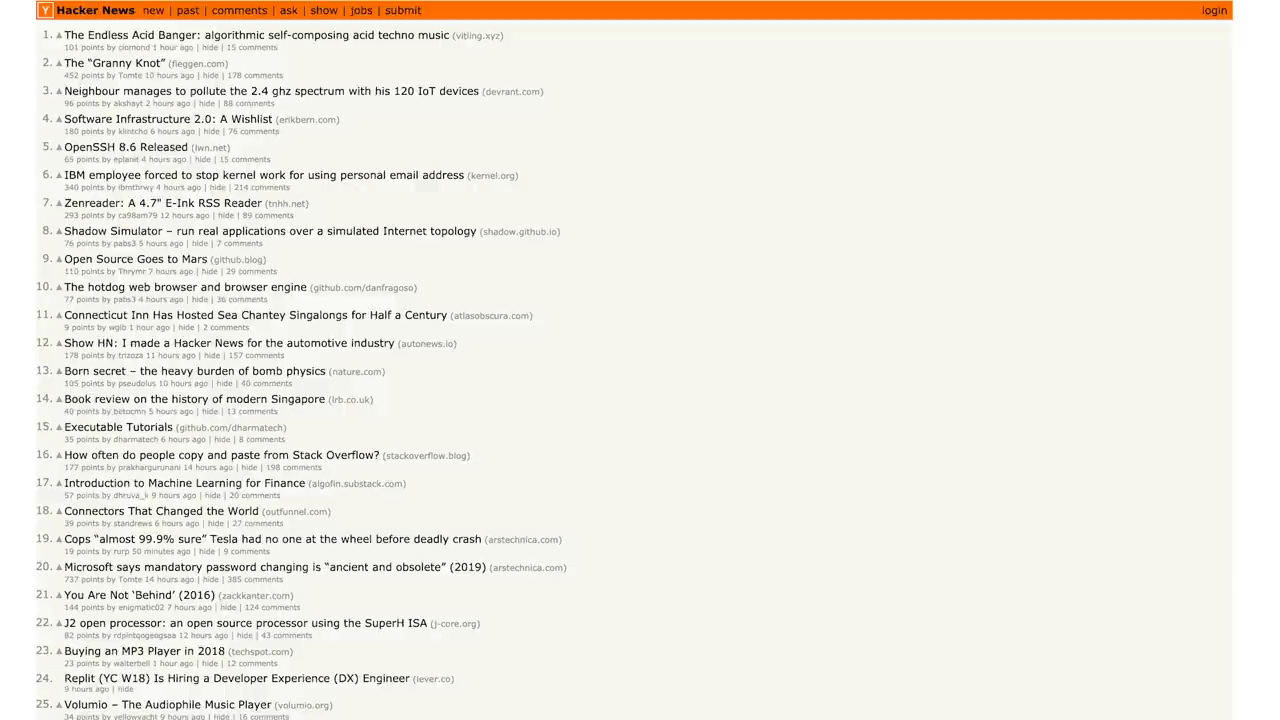 Y Hacker News new | past | comments | ask | show | jobs | submit login
1. The Endless Acid Banger: algorithmic self-composing acid techno music (vitling.xyz)
101 points by ciomond 1 hour ago | hide | 15 comments
2. The “Granny Knot” (fieggen.com)
452 points by Tomte 10 hours ago | hide | 178 comments
3. Neighbour manages to pollute the 2.4 ghz spectrum with his 120 IoT devices (devrant.com)
96 points by akshayt 2 hours ago | hide | 88 comments
4. Software Infrastructure 2.0: A Wishlist (erikbern.com)
180 points by klintcho 6 hours ago | hide | 76 comments
5. OpenSSH 8.6 Released (lwn.net)
65 points by eplanit 4 hours ago | hide | 15 comments
6. IBM employee forced to stop kernel work for using personal email address (kernel.org)
340 points by ibmthrwy 4 hours ago | hide | 214 comments
7. Zenreader: A 4.7" E-Ink RSS Reader (tnhh.net)
293 points by ca98am79 12 hours ago | hide | 89 comments
8. Shadow Simulator – run real applications over a simulated Internet topology (shadow.github.io)
76 points by pabs3 5 hours ago | hide | 7 comments
9. Open Source Goes to Mars (github.blog)
110 points by Thrymr 7 hours ago | hide | 29 comments
10. The hotdog web browser and browser engine (github.com/danfragoso)
77 points by pabs3 4 hours ago | hide | 36 comments
11. Connecticut Inn Has Hosted Sea Chantey Singalongs for Half a Century (atlasobscura.com)
9 points by wglb 1 hour ago | hide | 2 comments
12. Show HN: I made a Hacker News for the automotive industry (autonews.io)
178 points by trizoza 11 hours ago | hide | 157 comments
13. Born secret – the heavy burden of bomb physics (nature.com)
105 points by pseudolus 10 hours ago | hide | 40 comments
14. Book review on the history of modern Singapore (lrb.co.uk)
40 points by betocmn 5 hours ago | hide | 13 comments
15. Executable Tutorials (github.com/dharmatech)
35 points by dharmatech 6 hours ago | hide | 8 comments
16. How often do people copy and paste from Stack Overflow? (stackoverflow.blog)
177 points by prakhargurunani 14 hours ago | hide | 198 comments
17. Introduction to Machine Learning for Finance (algofin.substack.com)
57 points by dhruva_k 9 hours ago | hide | 20 comments
18. Connectors That Changed the World (outfunnel.com)
39 points by standrews 6 hours ago | hide | 27 comments
19. Cops “almost 99.9% sure” Tesla had no one at the wheel before deadly crash (arstechnica.com)
19 points by rurp 50 minutes ago | hide | 9 comments
20. Microsoft says mandatory password changing is “ancient and obsolete” (2019) (arstechnica.com)
737 points by Tomte 14 hours ago | hide | 385 comments
21. You Are Not ‘Behind’ (2016) (zackkanter.com)
144 points by enigmatic02 7 hours ago | hide | 124 comments
22. J2 open processor: an open source processor using the SuperH ISA (j-core.org)
82 points by 12 hours ago | hide | 43 comments
23. Buying an MP3 Player in 2018 (techspot.com)
23 points by walterbell 1 hour ago | hide | 12 comments
24. Replit (YC W18) Is Hiring a Developer Experience (DX) Engineer (lever.co)
9 hours ago | hide
25. Volumio – The Audiophile Music Player (volumio.org)
34 points by yellowyacht 9 hours ago | hide | 16 comments